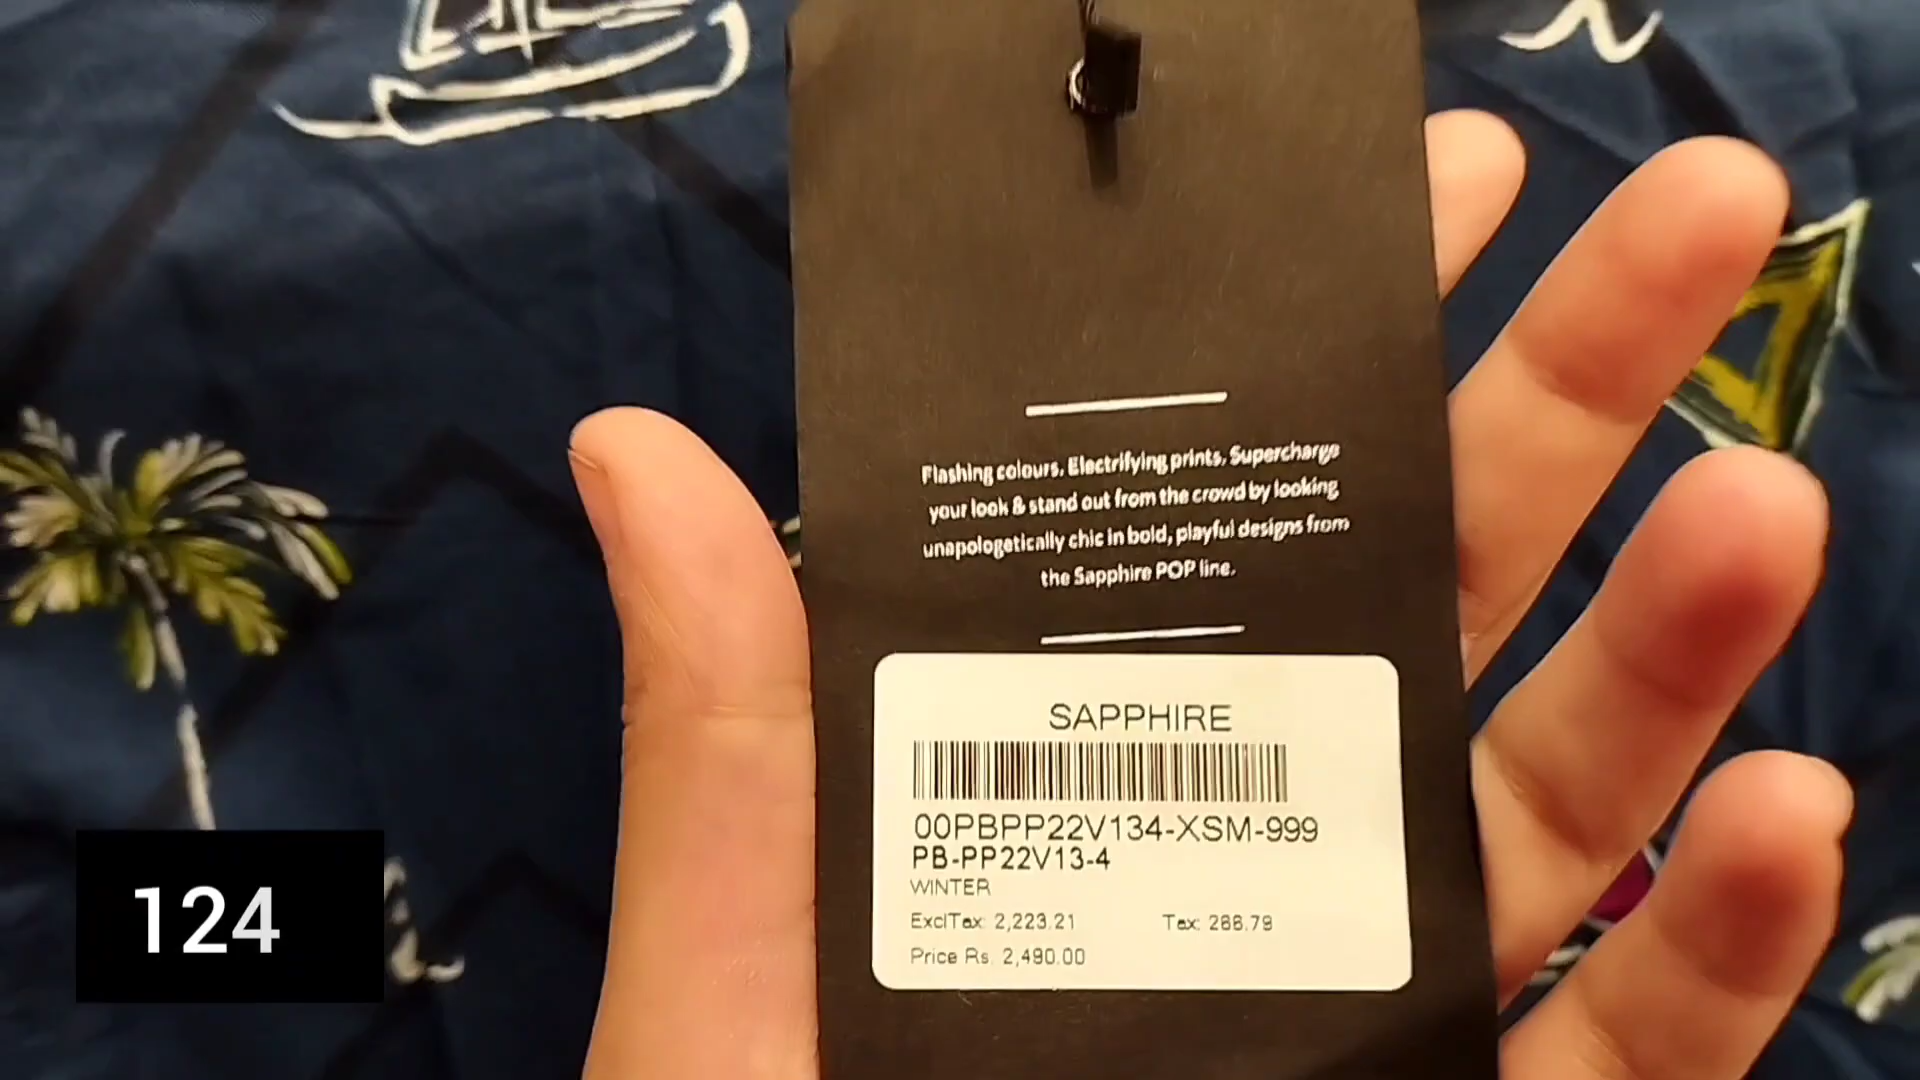 Flashing colours. Electrifying prints. Supercharge
your look & stand out from the crowd by looking
unapologetically chic in bold, playful designs from
the Sapphire POP line.
SAPPHIRE
00PBPP22V134-XSM-999
PB-PP22V13-4
WINTER
ExclTax: 2,223.21 Tax: 266.79
Price Rs. 2,490.00
124